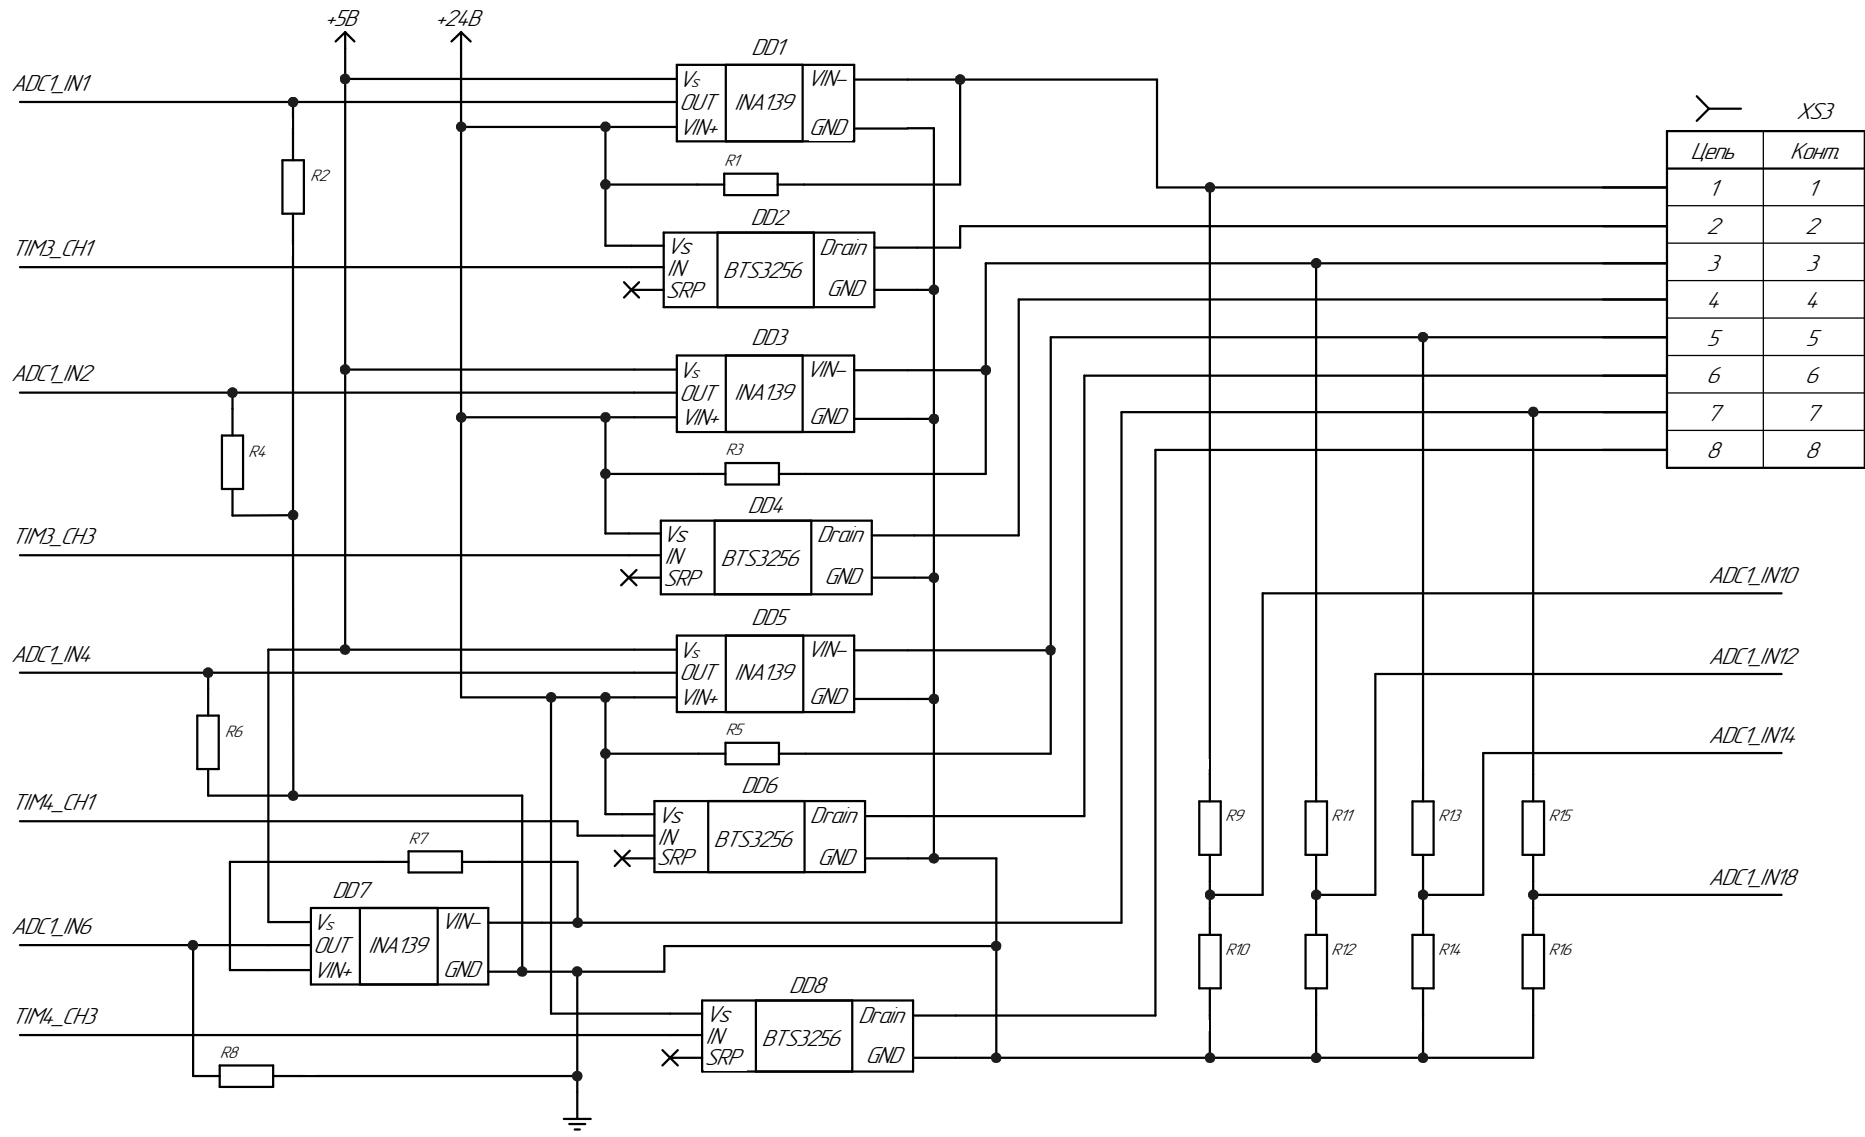 +5В
+24В
DD1
ADC1_IN1
Vs
OUT
VIN+
INA139
VIN-
GND
R1
R2
DD2
TIM3_CH1
Vs
IN
SRP
BTS3256
Drain
GND
XS3
Цепь
Конт.
1
1
2
2
3
3
4
4
5
5
6
6
7
7
8
8
DD3
ADC1_IN2
Vs
OUT
VIN+
INA139
VIN-
GND
R3
R4
DD4
TIM3_CH3
Vs
IN
SRP
BTS3256
Drain
GND
DD5
ADC1_IN4
Vs
OUT
VIN+
INA139
VIN-
GND
R5
R6
DD6
TIM4_CH1
Vs
IN
SRP
BTS3256
Drain
GND
R7
DD7
ADC1_IN6
Vs
OUT
VIN+
INA139
VIN-
GND
DD8
TIM4_CH3
Vs
IN
SRP
BTS3256
Drain
GND
R8
ADC1_IN10
ADC1_IN12
ADC1_IN14
R9
R11
R13
R15
ADC1_IN18
R10
R12
R14
R16